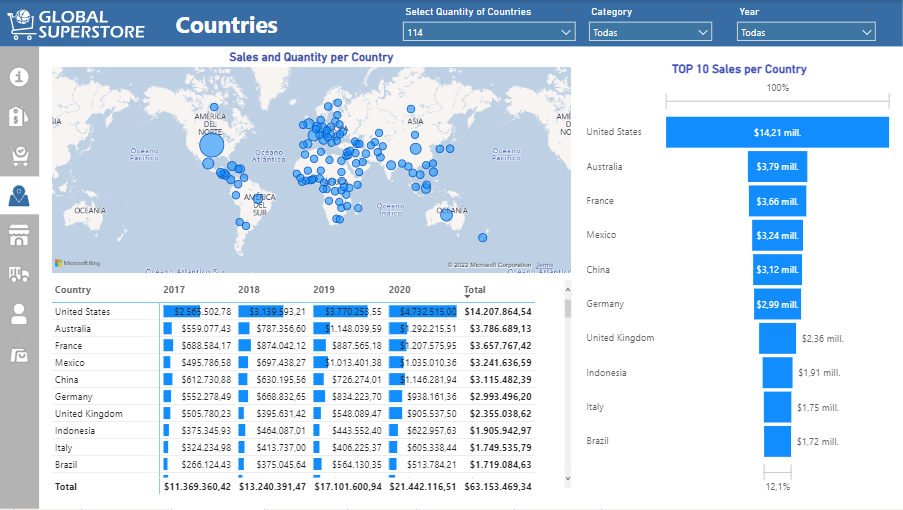 GLOBAL
SUPERSTORE
Countries
Select Quantity of Countries
114
Category
Todas
Year
Todas
Sales and Quantity per Country
AMÉRICA
DEL
NORTE
ASIA
Océano
Pacífico
Océano
Atlántico
Océano
Pacífico
OCEANÍA
AMÉRICA
DEL
SUR
Océano
Índico
OCEANÍA
Microsoft Bing
© 2022 Microsoft Corporation Terms
Country 2017 2018 2019 2020 Total
United States $2.565.502,78 $3.139.593,21 $3.770.253,55 $4.732.515,00 $14.207.864,54
Australia $559.077,43 $787.356,60 $1.148.039,59 $1.292.215,51 $3.786.689,13
France $688.584,17 $874.042,12 $887.565,18 $1.207.575,95 $3.657.767,42
Mexico $495.786,58 $697.438,27 $1.013.401,38 $1.035.010,36 $3.241.636,59
China $612.730,88 $630.195,56 $726.274,01 $1.146.281,94 $3.115.482,39
Germany $552.278,49 $668.832,65 $834.223,70 $938.161,36 $2.993.496,20
United Kingdom $505.780,23 $395.631,42 $548.089,47 $905.537,50 $2.355.038,62
Indonesia $375.345,93 $464.087,01 $443.552,40 $622.957,63 $1.905.942,97
Italy $324.234,98 $413.737,00 $406.225,37 $605.338,44 $1.749.535,79
Brazil $266.124,43 $375.045,64 $564.130,35 $513.784,21 $1.719.084,63
Total $11.369.360,42 $13.240.391,47 $17.101.600,94 $21.442.116,51 $63.153.469,34
TOP 10 Sales per Country
100%
United States $14,21 mill.
Australia $3,79 mill.
France $3,66 mill.
Mexico $3,24 mill.
China $3,12 mill.
Germany $2,99 mill.
United Kingdom $2,36 mill.
Indonesia $1,91 mill.
Italy $1,75 mill.
Brazil $1,72 mill.
12,1%